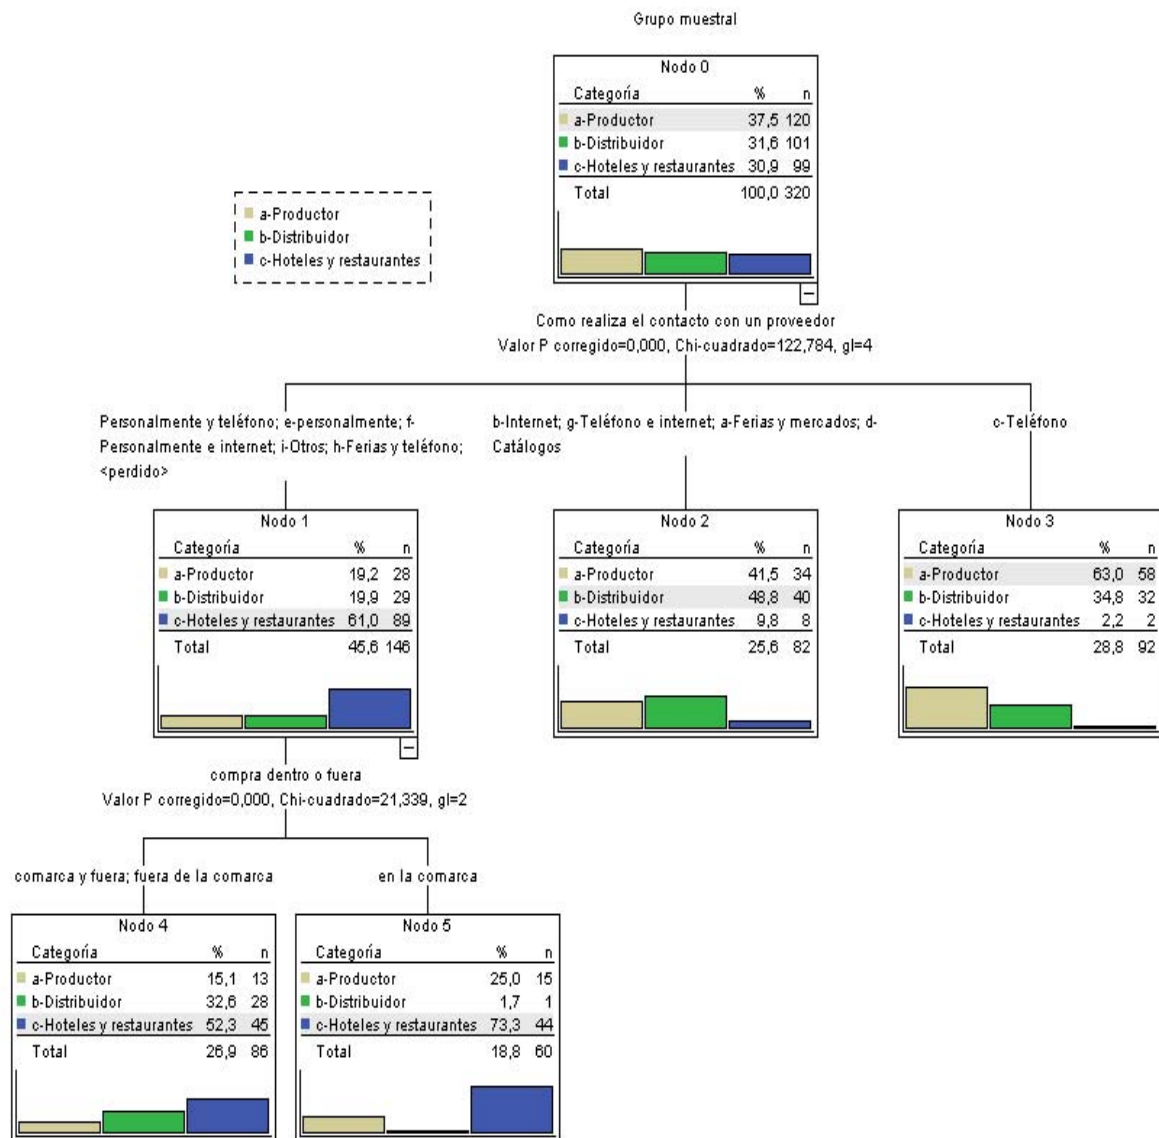 Grupo muestral
Nodo 0
Categoría % n
a-Productor 37,5 120
b-Distribuidor 31,6 101
c-Hoteles y restaurantes 30,9 99
Total 100,0 320
a-Productor
b-Distribuidor
c-Hoteles y restaurantes
Como realiza el contacto con un proveedor
Valor P corregido=0,000, Chi-cuadrado=122,784, gl=4
Personalmente y teléfono; e-personalmente; f-
Personalmente e internet; i-Otros; h-Ferias y teléfono;
<perdido>
b-Internet; g-Teléfono e internet; a-Ferias y mercados; d-
Catálogos
c-Teléfono
Nodo 1
Categoría % n
a-Productor 19,2 28
b-Distribuidor 19,9 29
c-Hoteles y restaurantes 61,0 89
Total 45,6 146
Nodo 2
Categoría % n
a-Productor 41,5 34
b-Distribuidor 48,8 40
c-Hoteles y restaurantes 9,8 8
Total 25,6 82
Nodo 3
Categoría % n
a-Productor 63,0 58
b-Distribuidor 34,8 32
c-Hoteles y restaurantes 2,2 2
Total 28,8 92
compra dentro o fuera
Valor P corregido=0,000, Chi-cuadrado=21,339, gl=2
comarca y fuera; fuera de la comarca
en la comarca
Nodo 4
Categoría % n
a-Productor 15,1 13
b-Distribuidor 32,6 28
c-Hoteles y restaurantes 52,3 45
Total 26,9 86
Nodo 5
Categoría % n
a-Productor 25,0 15
b-Distribuidor 1,7 1
c-Hoteles y restaurantes 73,3 44
Total 18,8 60